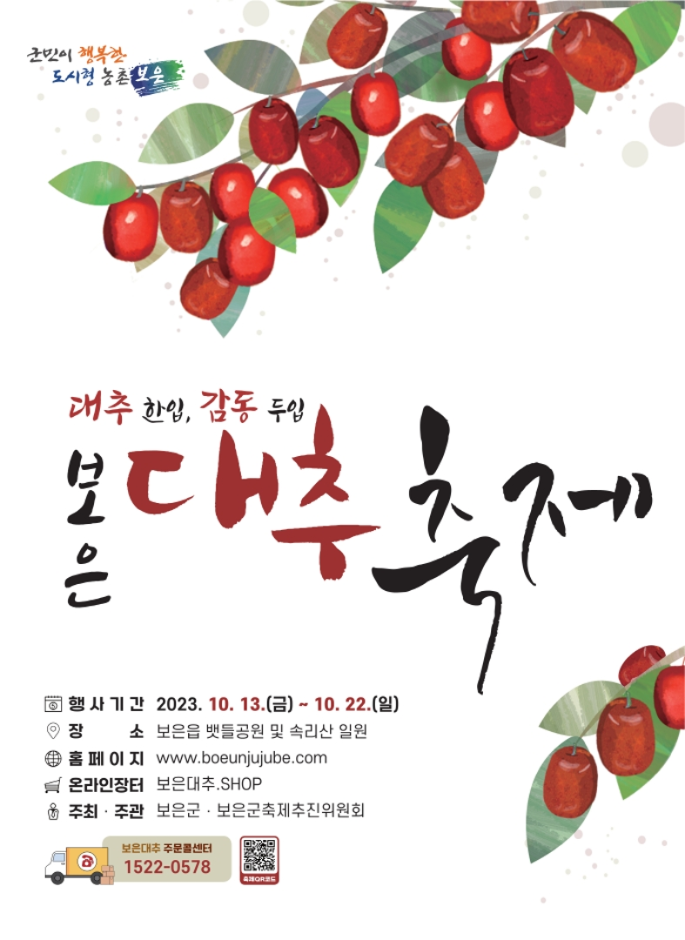 군민이 행복한
도시형 농촌 보은
대추 한입, 감동 두입
보은 대추 축제
행사기간 2023. 10. 13.(금) ~ 10. 22.(일)
장 소 보은읍 뱃들공원 및 속리산 일원
홈페이지 www.boeunjujube.com
온라인장터 보은대추.SHOP
주최 · 주관 보은군 · 보은군축제추진위원회
보은대추 주문콜센터
1522-0578
축제QR코드